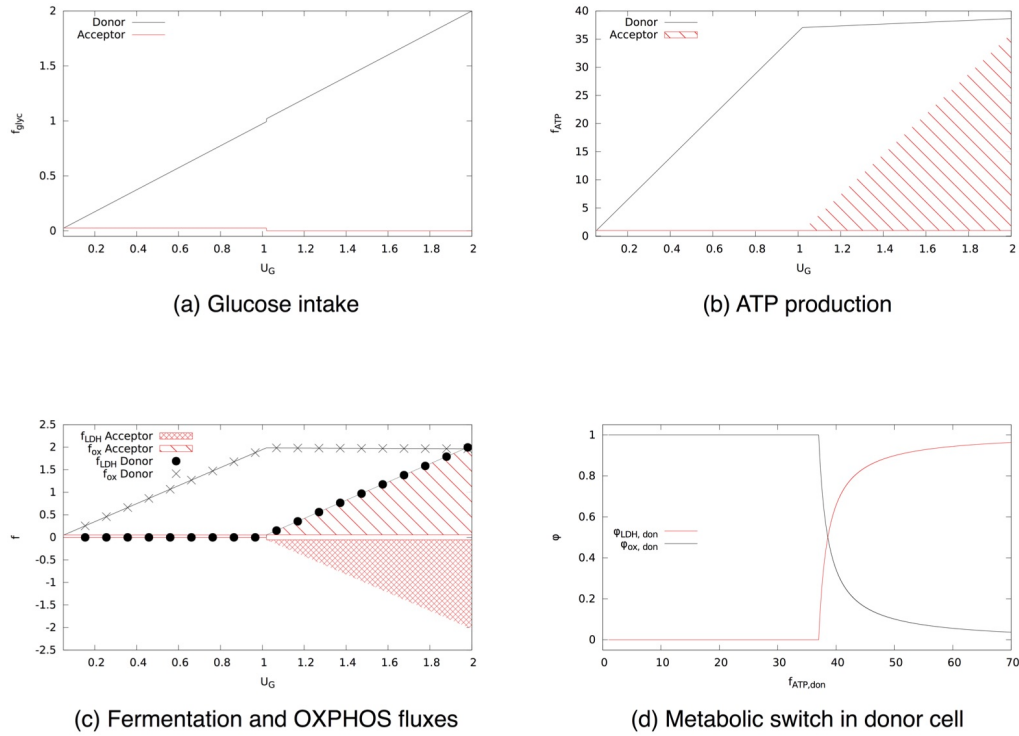 Donor
Acceptor
2
1.5
1
0.5
0
f_glyc
0.2 0.4 0.6 0.8 1 1.2 1.4 1.6 1.8 2
U_G
(a) Glucose intake
Donor
Acceptor
40
35
30
25
20
15
10
5
0
f_ATP
0.2 0.4 0.6 0.8 1 1.2 1.4 1.6 1.8 2
U_G
(b) ATP production
f_LDH Acceptor
f_ox Acceptor
f_LDH Donor
f_ox Donor
2.5
2
1.5
1
0.5
0
-0.5
-1
-1.5
-2
-2.5
f
0.2 0.4 0.6 0.8 1 1.2 1.4 1.6 1.8 2
U_G
(c) Fermentation and OXPHOS fluxes
φ_LDH, don
φ_ox, don
1
0.8
0.6
0.4
0.2
0
φ
0 10 20 30 40 50 60 70
f_ATP,don
(d) Metabolic switch in donor cell